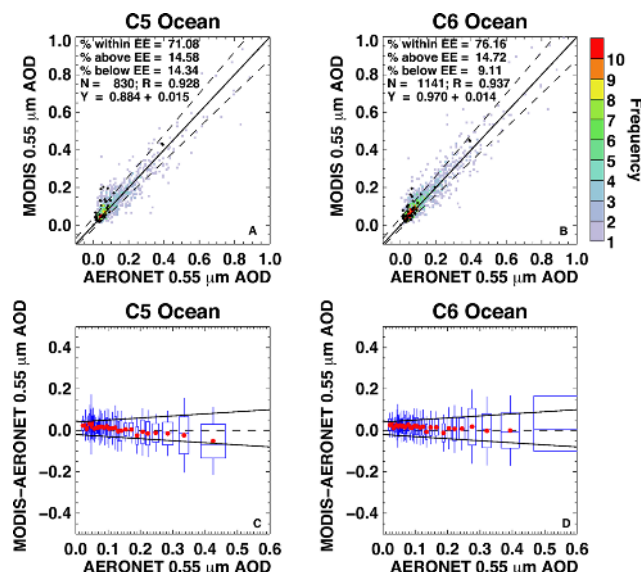 C5 Ocean
% within EE = 71.08
% above EE = 14.58
% below EE = 14.34
N = 830; R = 0.928
Y = 0.884 + 0.015
MODIS 0.55 µm AOD
1.0
0.8
0.6
0.4
0.2
0.0
A
0.0 0.2 0.4 0.6 0.8 1.0
AERONET 0.55 µm AOD
C6 Ocean
% within EE = 76.16
% above EE = 14.72
% below EE = 9.11
N = 1141; R = 0.937
Y = 0.970 + 0.014
MODIS 0.55 µm AOD
1.0
0.8
0.6
0.4
0.2
0.0
B
0.0 0.2 0.4 0.6 0.8 1.0
AERONET 0.55 µm AOD
10
9
8
7
6
5
4
3
2
1
Frequency
C5 Ocean
MODIS−AERONET 0.55 µm AOD
0.4
0.2
0.0
−0.2
−0.4
C
0.0 0.1 0.2 0.3 0.4 0.5 0.6
AERONET 0.55 µm AOD
C6 Ocean
MODIS−AERONET 0.55 µm AOD
0.4
0.2
0.0
−0.2
−0.4
D
0.0 0.1 0.2 0.3 0.4 0.5 0.6
AERONET 0.55 µm AOD